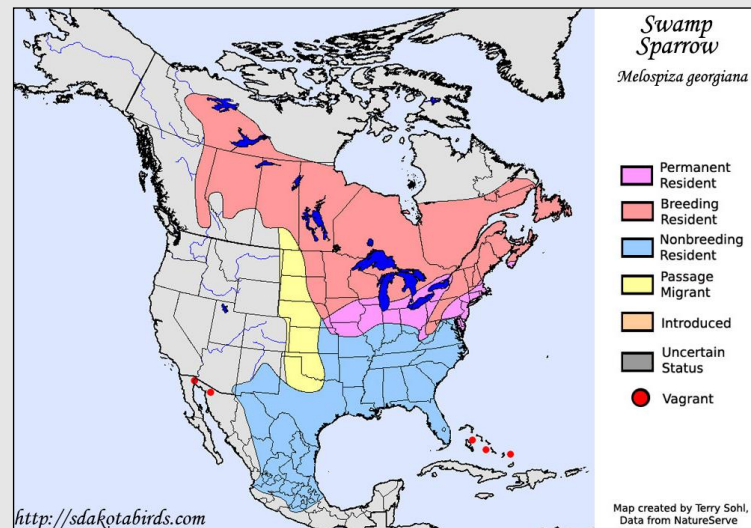 Swamp
Sparrow
Melospiza georgiana
Permanent
Resident
Breeding
Resident
Nonbreeding
Resident
Passage
Migrant
Introduced
Uncertain
Status
Vagrant
http://sdakotabirds.com
Map created by Terry Sohl,
Data from NatureServe